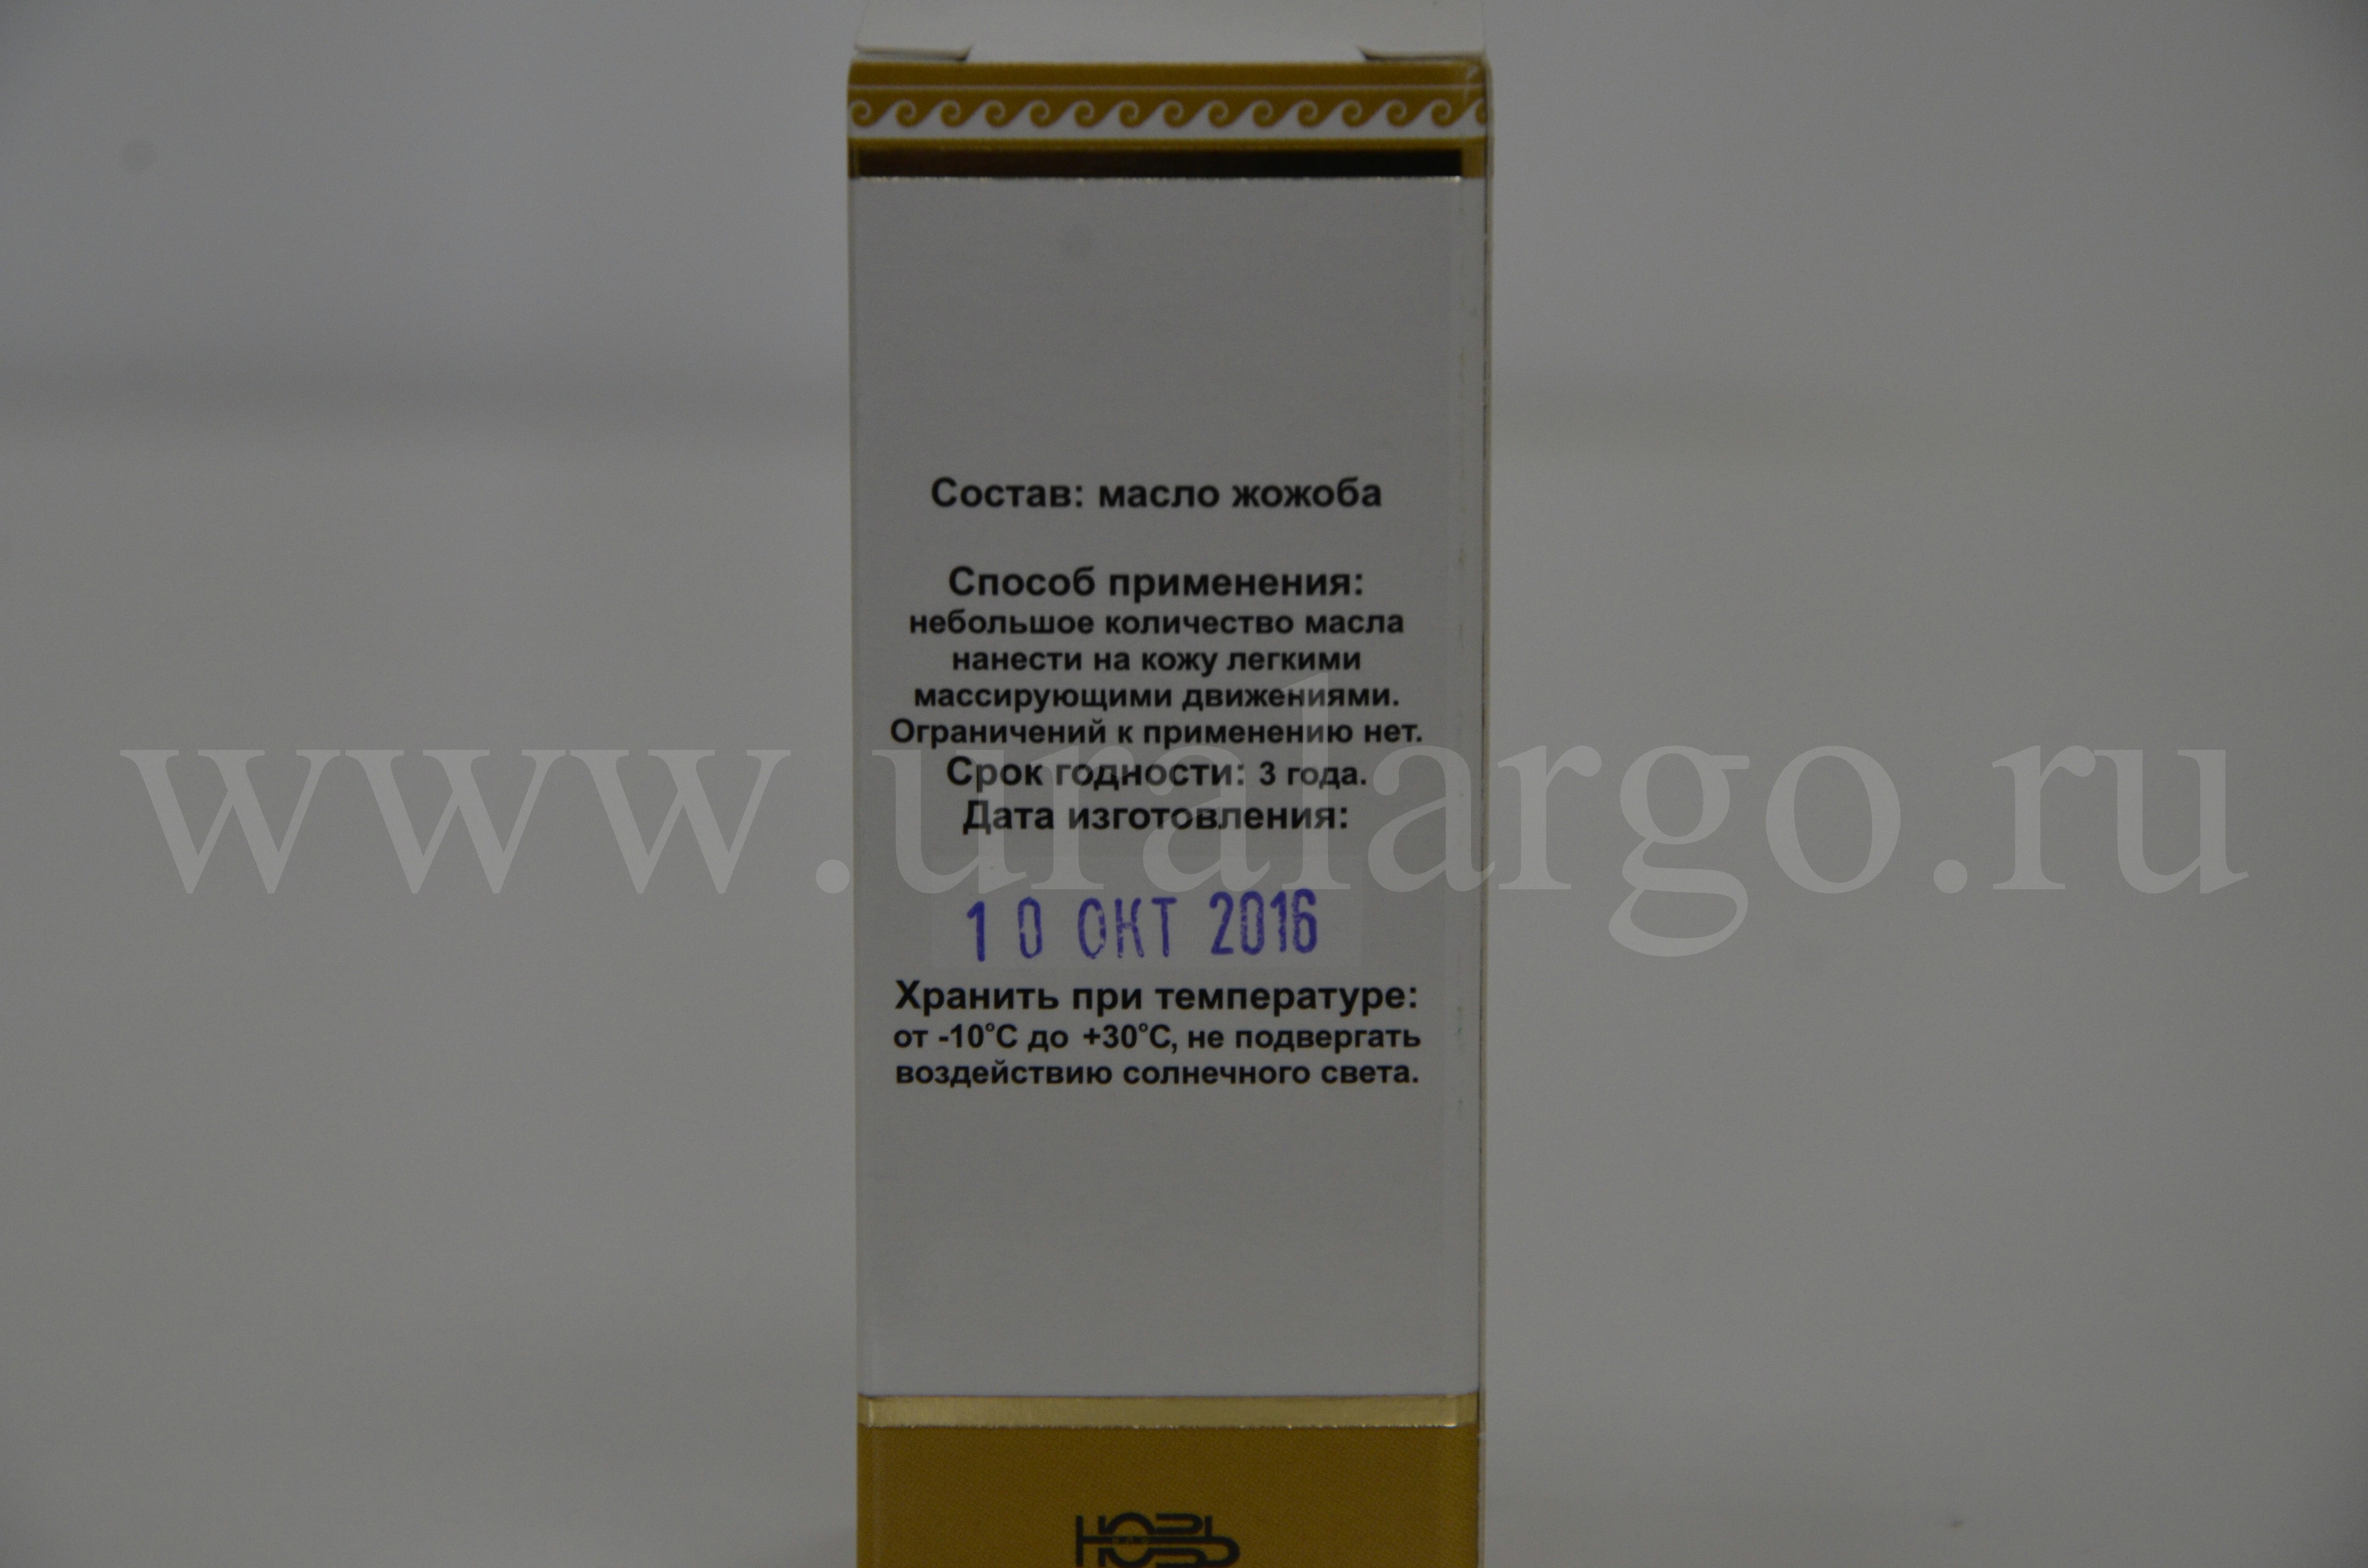 Состав: масло жожоба
Способ применения:
небольшое количество масла
нанести на кожу легкими
массирующими движениями.
Ограничений к применению нет.
Срок годности: 3 года.
Дата изготовления:
www.uralargo.ru
10 ОКТ 2016
Хранить при температуре:
от -10°С до +30°С, не подвергать
воздействию солнечного света.
НОВЬ